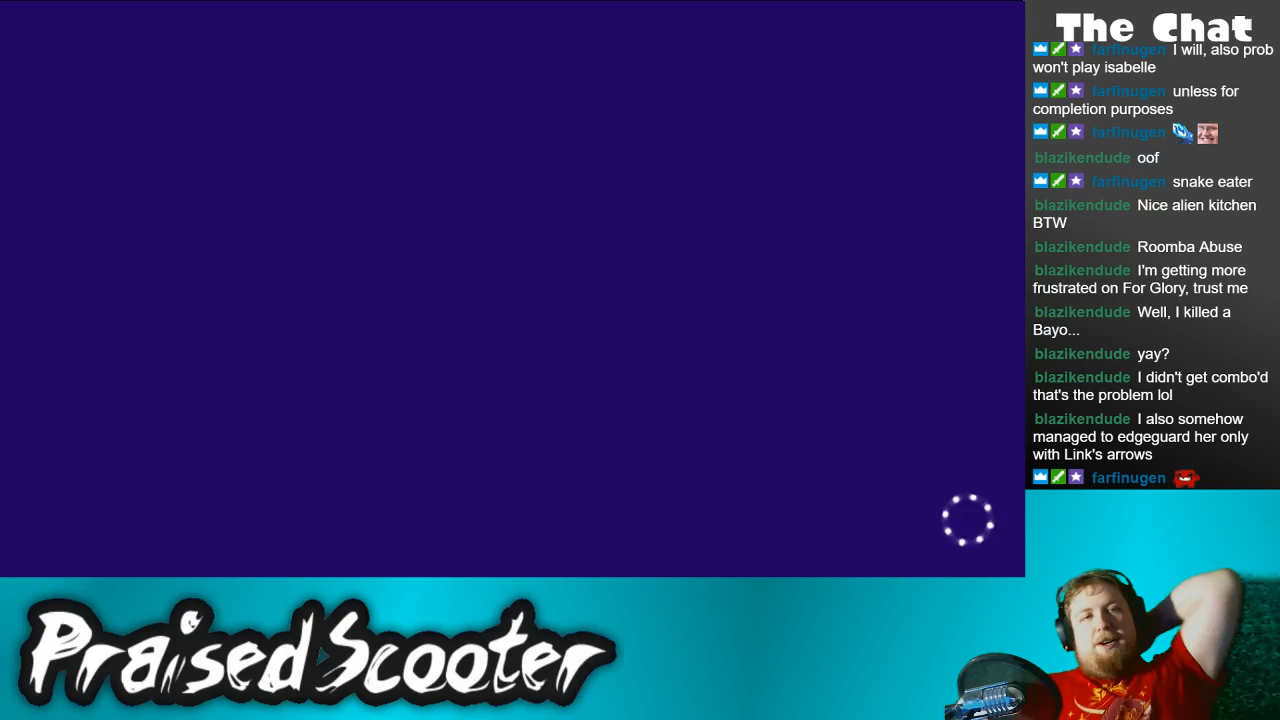 The Chat
farfinugen I will, also prob
won't play isabelle
farfinugen unless for
completion purposes
farfinugen
blazikendude oof
farfinugen snake eater
blazikendude Nice alien kitchen
BTW
blazikendude Roomba Abuse
blazikendude I'm getting more
frustrated on For Glory, trust me
blazikendude Well, I killed a
Bayo...
blazikendude yay?
blazikendude I didn't get combo'd
that's the problem lol
blazikendude I also somehow
managed to edgeguard her only
with Link's arrows
farfinugen
PraisedScooter